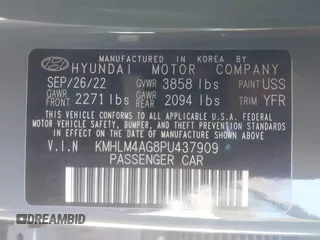 MANUFACTURED IN KOREA BY
HYUNDAI MOTOR COMPANY
SEP/26/22 GVWR 3858 lbs PAINT USS
GAWR FRONT 2271 lbs GAWR REAR 2094 lbs TRIM YFR
THIS VEHICLE CONFORMS TO ALL APPLICABLE
U.S. FEDERAL MOTOR VEHICLE SAFETY, BUMPER,
AND THEFT PREVENTION STANDARDS IN EFFECT ON
THE DATE OF MANUFACTURE SHOWN ABOVE.
V.I.N KMHLM4AG8PU437909
PASSENGER CAR
DREAMBID